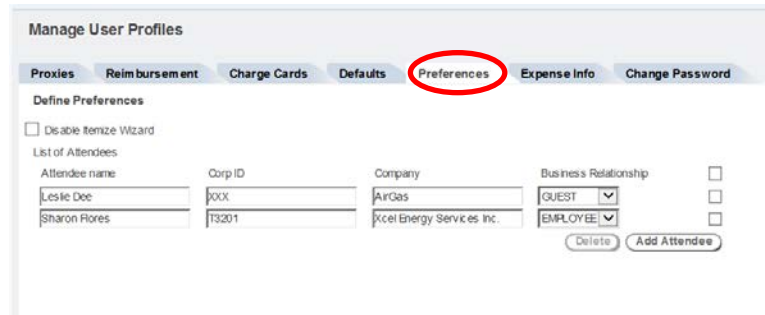 Manage User Profiles
Proxies Reimbursement Charge Cards Defaults Preferences Expense Info Change Password
Define Preferences
Disable Itemize Wizard
List of Attendees
Attendee name Corp ID Company Business Relationship
Leslie Dee XXX AirGas GUEST
Sharon Flores T3201 Xcel Energy Services Inc. EMPLOYEE
Delete Add Attendee